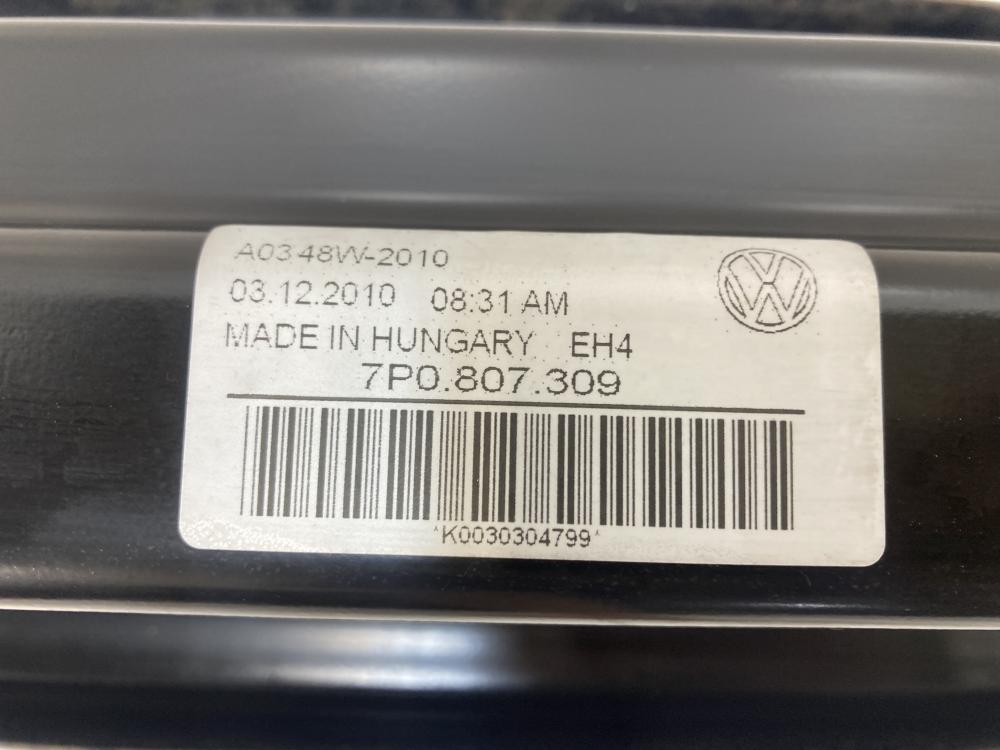 A0348W-2010
03.12.2010 08:31 AM
MADE IN HUNGARY EH4
7P0.807.309
*K0030304799*